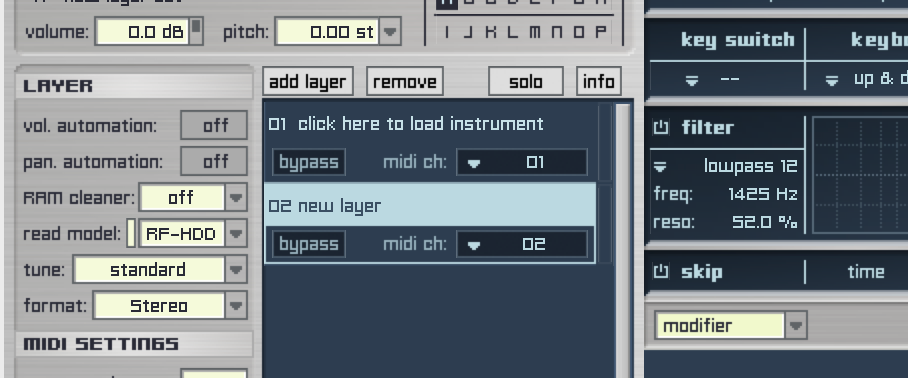 volume: 0.0 dB pitch: 0.00 st I J K L M N O P
key switch
-- up &
LAYER
add layer remove solo info
vol. automation: off
pan. automation: off
RAM cleaner: off
read model: RF-HDD
tune: standard
format: Stereo
MIDI SETTINGS
01 click here to load instrument
bypass midi ch: 01
02 new layer
bypass midi ch: 02
filter
lowpass 12
freq: 1425 Hz
reso: 52.0 %
skip time
modifier